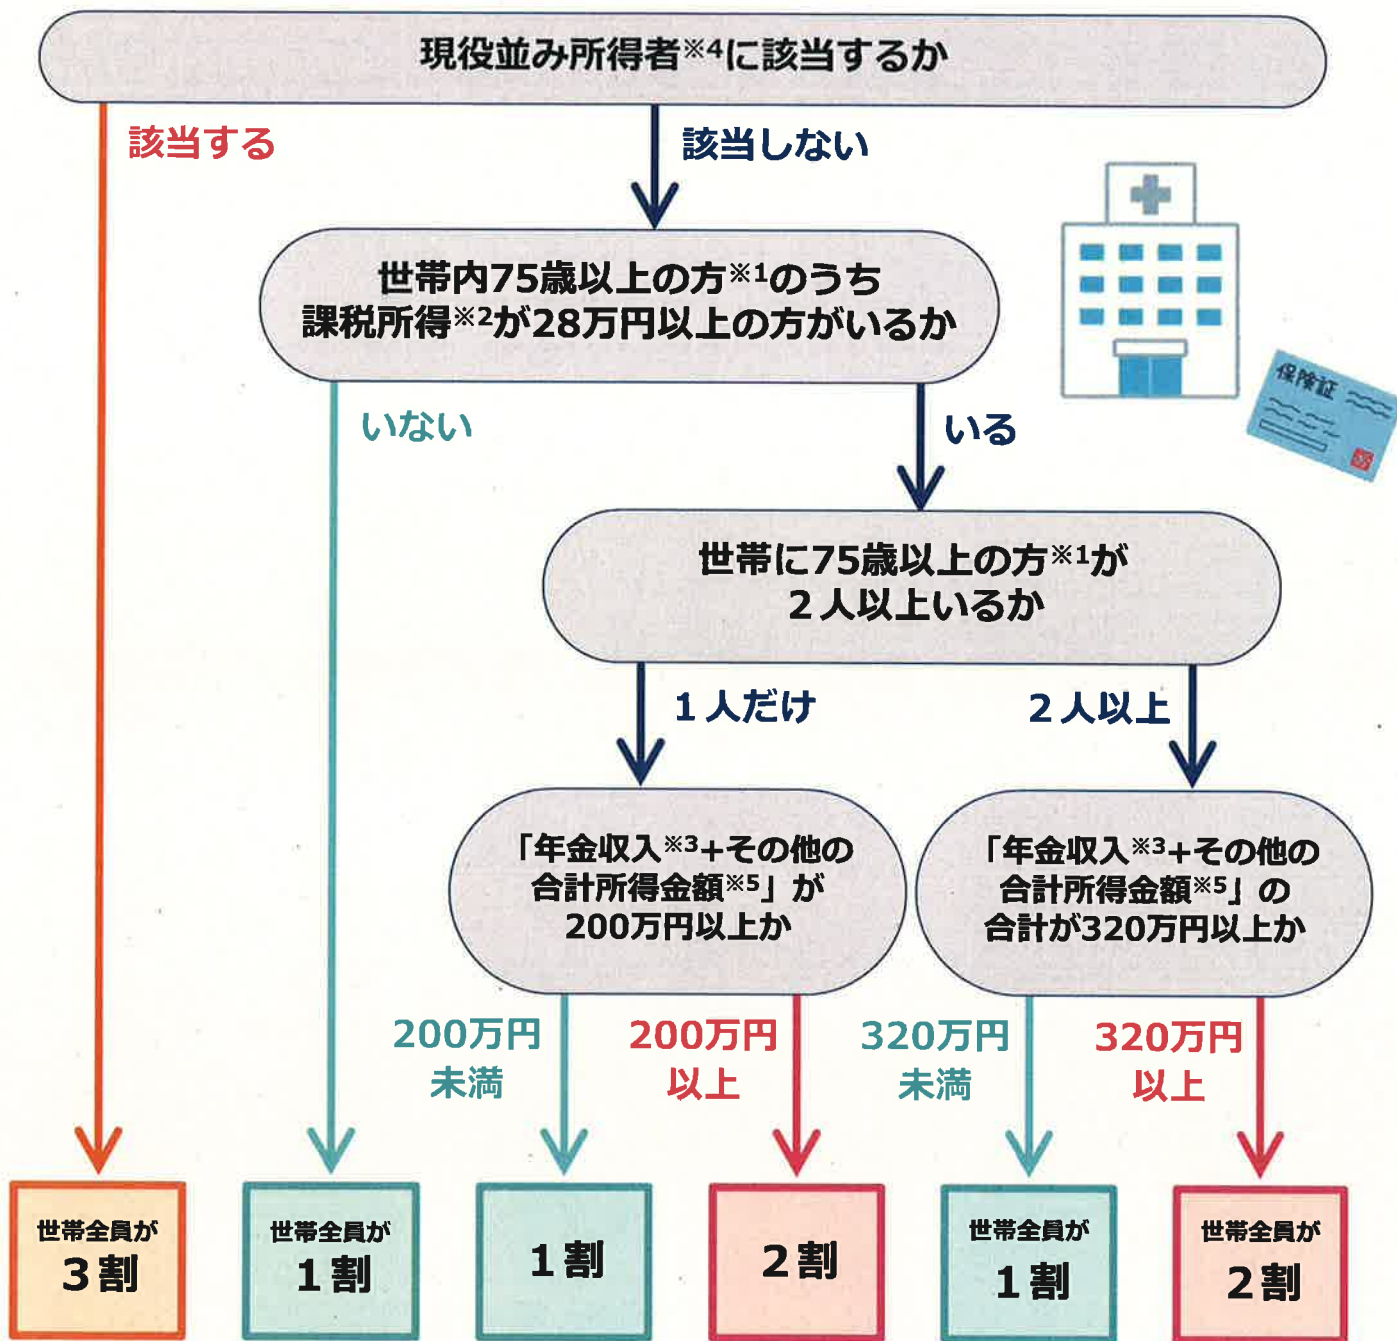 現役並み所得者※4に該当するか
該当する
該当しない
世帯内75歳以上の方※1のうち
課税所得※2が28万円以上の方がいるか
保険証
いない
いる
世帯に75歳以上の方※1が
２人以上いるか
１人だけ
２人以上
「年金収入※3+その他の
合計所得金額※5」が
200万円以上か
「年金収入※3+その他の
合計所得金額※5」の
合計が320万円以上か
200万円
未満
200万円
以上
320万円
未満
320万円
以上
世帯全員が
３割
世帯全員が
１割
１割
２割
世帯全員が
１割
世帯全員が
２割